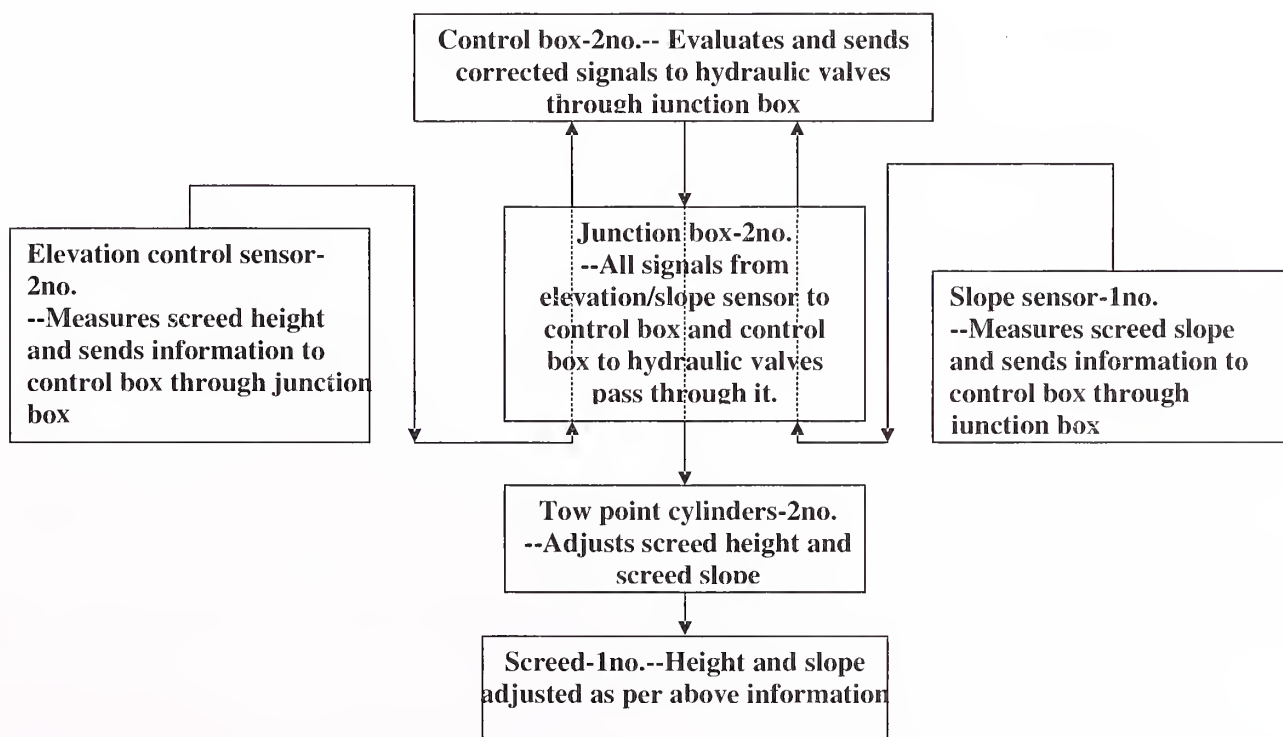 Control box-2no.-- Evaluates and sends
corrected signals to hydraulic valves
through iunction box
Elevation control sensor-
2no.
--Measures screed height
and sends information to
control box through junction
box
Junction box-2no.
--All signals from
elevation/slope sensor to
control box and control
box to hydraulic valves
pass through it.
Slope sensor-1no.
--Measures screed slope
and sends information to
control box through
iunction box
Tow point cylinders-2no.
--Adjusts screed height and
screed slope
Screed-1no.--Height and slope
adjusted as per above information